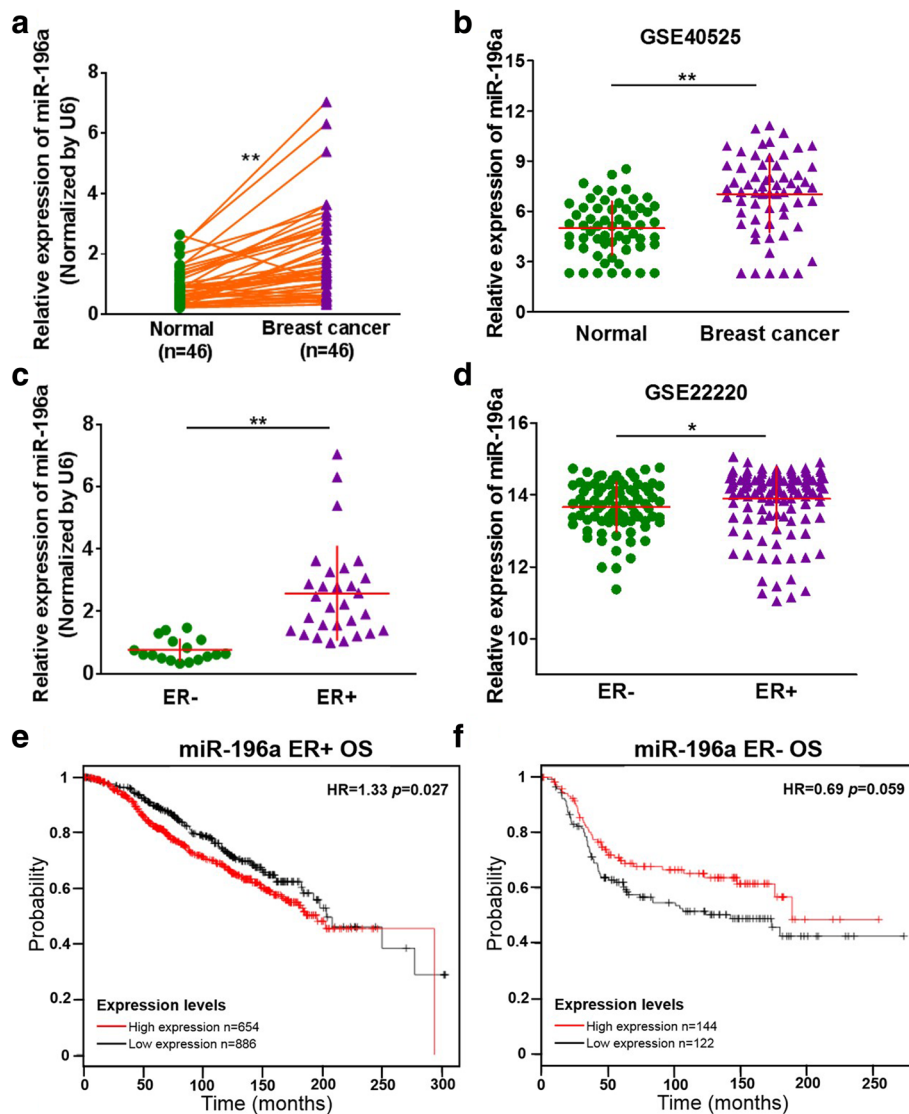 a
Relative expression of miR-196a
(Normalized by U6)
8
6
4
2
0
**
Normal
(n=46)
Breast cancer
(n=46)
b
GSE40525
Relative expression of miR-196a
15
12
9
6
3
0
**
Normal
Breast cancer
c
Relative expression of miR-196a
(Normalized by U6)
8
6
4
2
0
**
ER-
ER+
d
GSE22220
Relative expression of miR-196a
16
14
12
10
*
ER-
ER+
e
miR-196a ER+ OS
HR=1.33 p=0.027
Probability
1
0.8
0.6
0.4
0.2
0
Expression levels
High expression n=654
Low expression n=886
0 50 100 150 200 250 300
Time (months)
f
miR-196a ER- OS
HR=0.69 p=0.059
Probability
1
0.8
0.6
0.4
0.2
0
Expression levels
High expression n=144
Low expression n=122
0 50 100 150 200 250
Time (months)